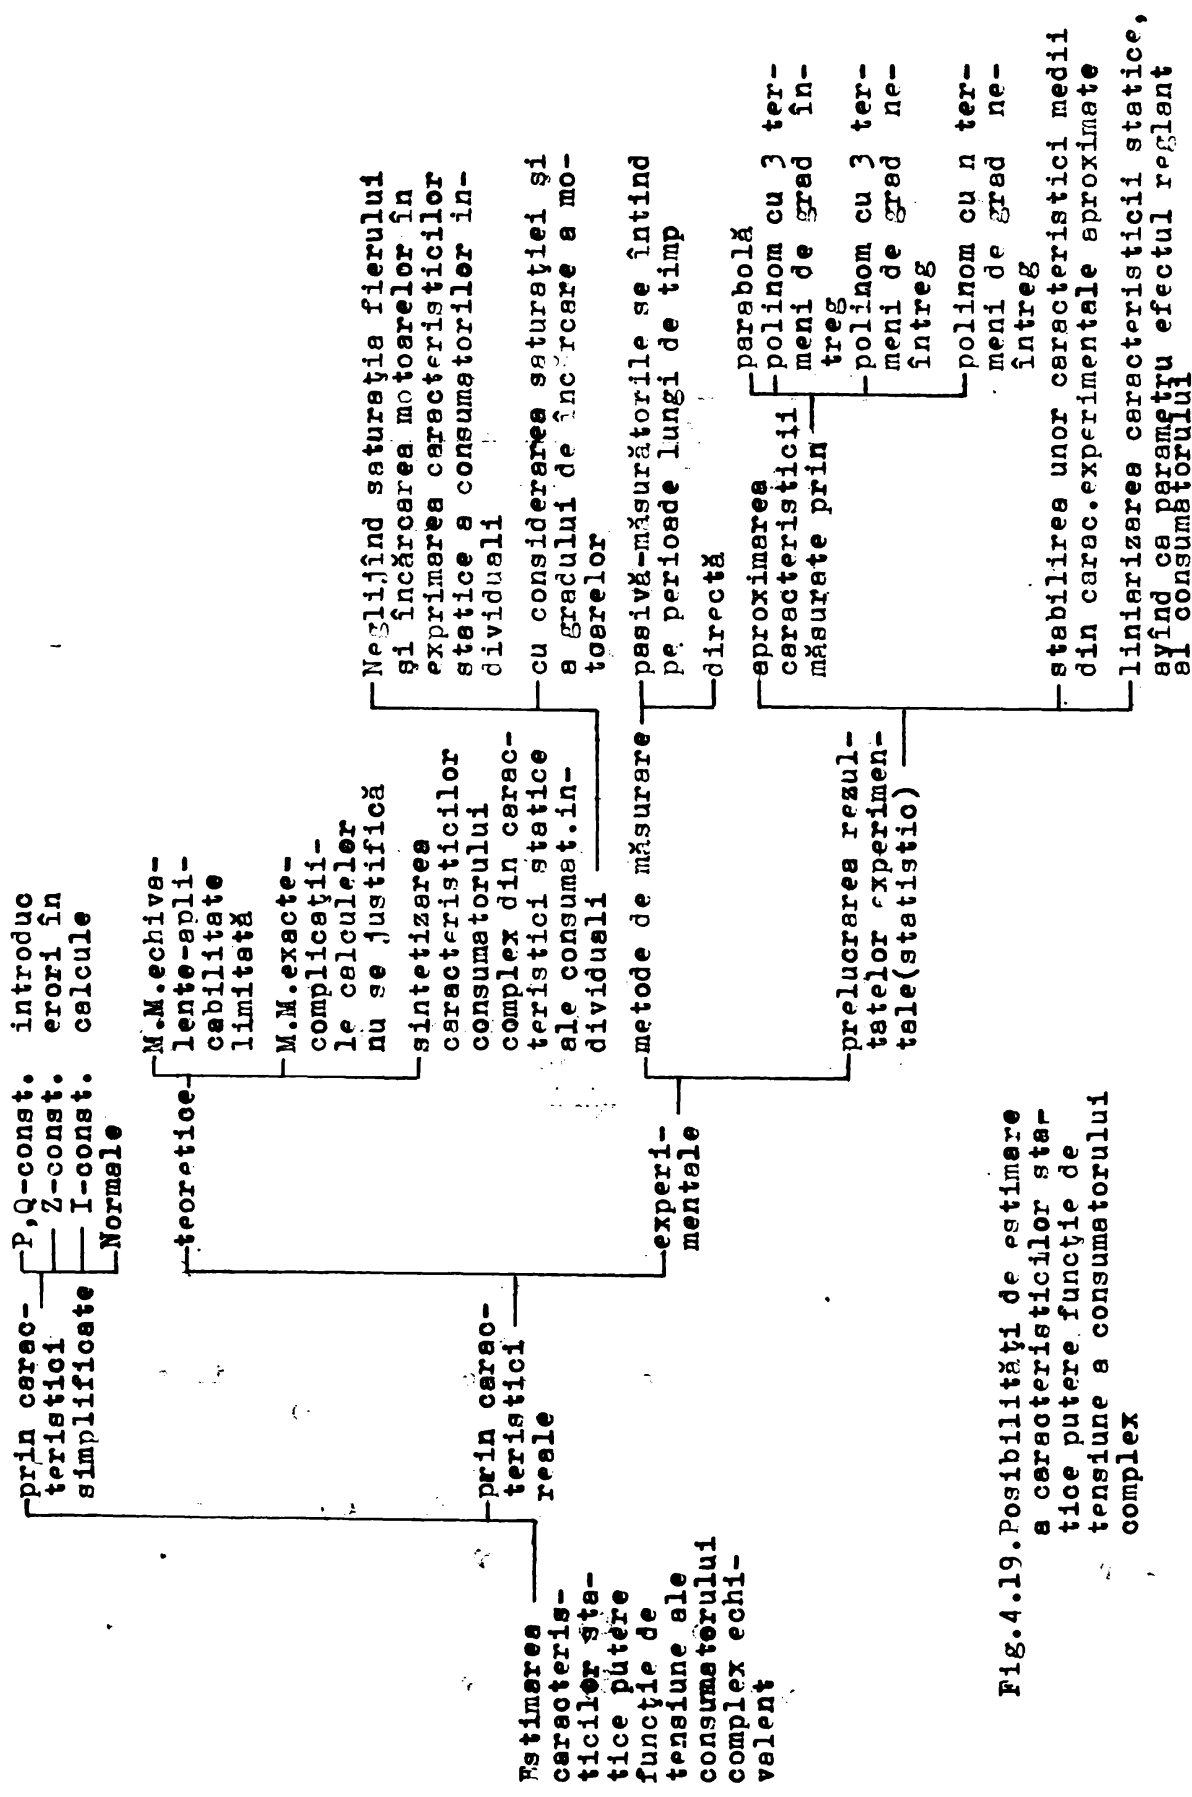 Estimarea
caracteris-
ticilor sta-
tice putere
funcţie de
tensiune ale
consumatorului
complex echi-
valent
prin carac-
teristici
simplificate
P,Q-const. introduc
Z-const. erori în
I-const. calcule
Normale
prin carac-
teristici
reale
teoretice
M.M.echiva-
lente-apli-
cabilitate
limitată
M.M.exacte-
complicaţii-
le calculelor
nu se justifică
sintetizarea
caracteristicilor
consumatorului
complex din carac-
teristici statice
ale consumat.in-
dividuali
Neglijînd saturaţia fierului
şi încărcarea motoarelor în
exprimarea caracteristicilor
statice a consumatorilor in-
dividuali
cu considerarea saturaţiei şi
a gradului de încărcare a mo-
toarelor
experi-
mentale
metode de măsurare
pasivă-măsurătorile se întind
pe perioade lungi de timp
directă
prelucrarea rezul-
tatelor experimen-
tale(statistio)
aproximarea
caracteristicii
măsurate prin
parabolă
polinom cu 3 ter-
meni de grad în-
treg
polinom cu 3 ter-
meni de grad ne-
întreg
polinom cu n ter-
meni de grad ne-
întreg
stabilirea unor caracteristici medii
din carac.experimentale aproximate
liniarizarea caracteristicii statice,
avînd ca parametru efectul reglant
al consumatorului
Fig.4.19.Posibilităţi de estimare
a caracteristicilor sta-
tice putere funcţie de
tensiune a consumatorului
complex